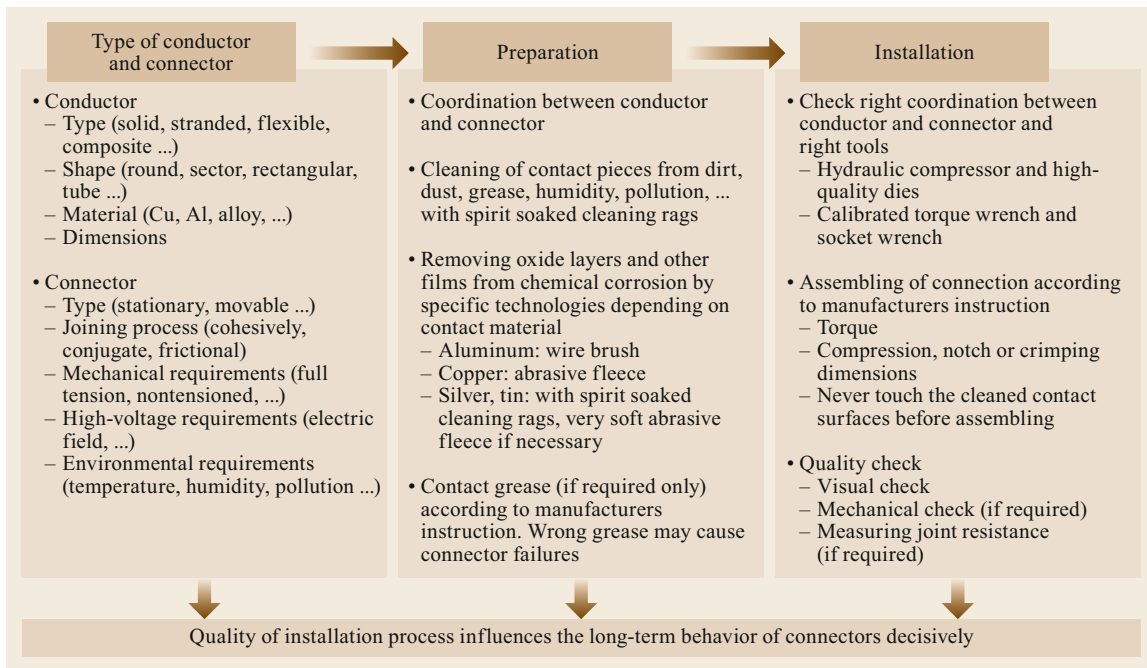 Type of conductor
and connector
• Conductor
– Type (solid, stranded, flexible,
composite ...)
– Shape (round, sector, rectangular,
tube ...)
– Material (Cu, Al, alloy, ...)
– Dimensions
• Connector
– Type (stationary, movable ...)
– Joining process (cohesively,
conjugate, frictional)
– Mechanical requirements (full
tension, nontensioned, ...)
– High-voltage requirements (electric
field, ...)
– Environmental requirements
(temperature, humidity, pollution ...)
Preparation
• Coordination between conductor
and connector
• Cleaning of contact pieces from dirt,
dust, grease, humidity, pollution, ...
with spirit soaked cleaning rags
• Removing oxide layers and other
films from chemical corrosion by
specific technologies depending on
contact material
– Aluminum: wire brush
– Copper: abrasive fleece
– Silver, tin: with spirit soaked
cleaning rags, very soft abrasive
fleece if necessary
• Contact grease (if required only)
according to manufacturers
instruction. Wrong grease may cause
connector failures
Installation
• Check right coordination between
conductor and connector and
right tools
– Hydraulic compressor and high-
quality dies
– Calibrated torque wrench and
socket wrench
• Assembling of connection according
to manufacturers instruction
– Torque
– Compression, notch or crimping
dimensions
– Never touch the cleaned contact
surfaces before assembling
• Quality check
– Visual check
– Mechanical check (if required)
– Measuring joint resistance
(if required)
Quality of installation process influences the long-term behavior of connectors decisively